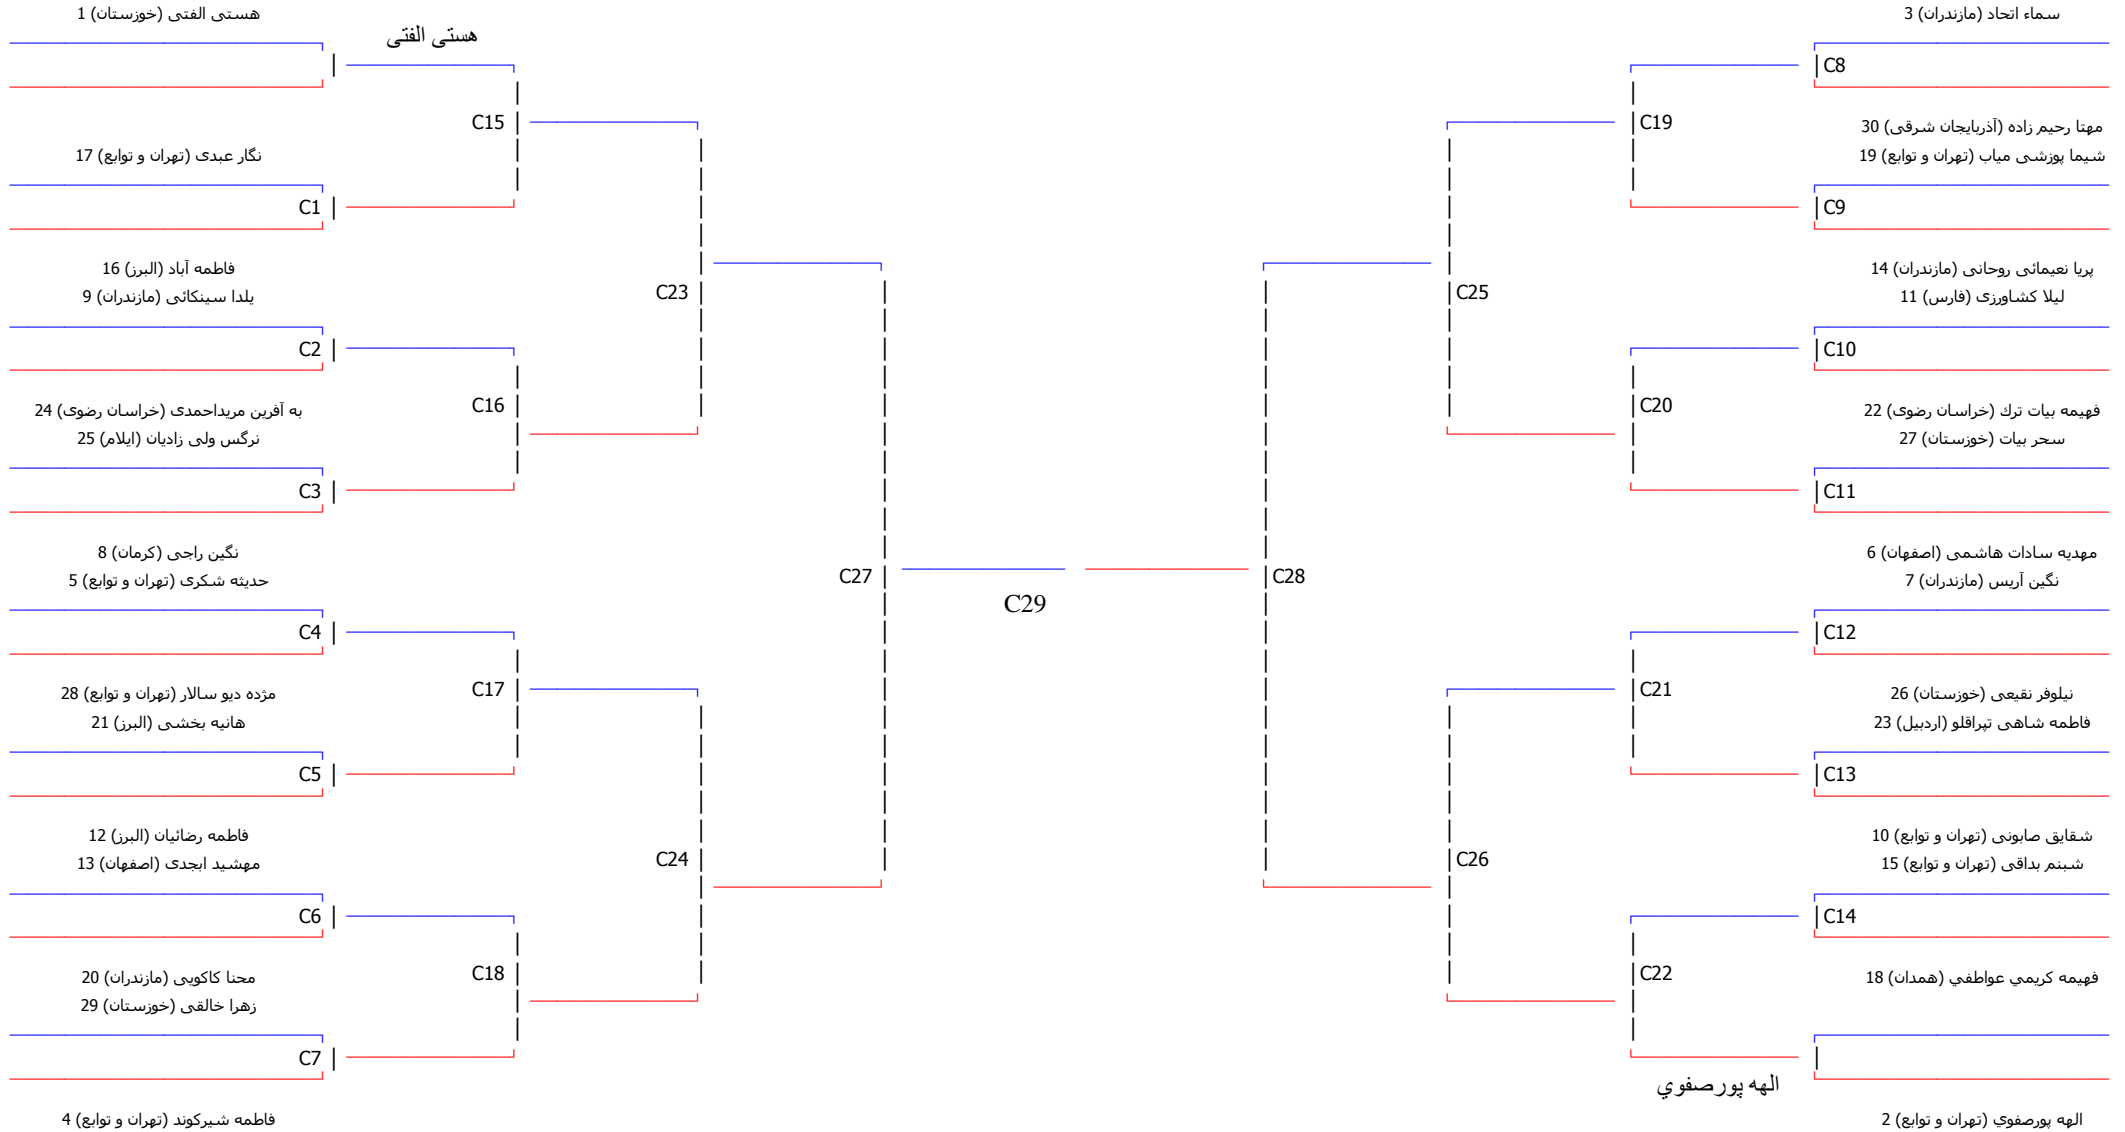 هستی الفتی (خوزستان) 1
هستی الفتی
C15
نگار عبدی (تهران و توابع) 17
C1
فاطمه آباد (البرز) 16
یلدا سینکائی (مازندران) 9
C23
C2
C16
به آفرین مریداحمدی (خراسان رضوی) 24
نرگس ولی زادیان (ایلام) 25
C3
نگین راجی (کرمان) 8
حدیثه شکری (تهران و توابع) 5
C27
C4
C17
مژده دیو سالار (تهران و توابع) 28
هانیه بخشی (البرز) 21
C5
فاطمه رضائیان (البرز) 12
مهشید ابجدی (اصفهان) 13
C24
C6
C18
محنا کاکویی (مازندران) 20
زهرا خالقی (خوزستان) 29
C7
فاطمه شیرکوند (تهران و توابع) 4
C29
سماء اتحاد (مازندران) 3
C8
C19
مهتا رحیم زاده (آذربایجان شرقی) 30
شیما پوزشی میاب (تهران و توابع) 19
C9
پریا نعیمائی روحانی (مازندران) 14
لیلا کشاورزی (فارس) 11
C25
C10
C20
فهیمه بیات ترك (خراسان رضوی) 22
سحر بیات (خوزستان) 27
C11
مهدیه سادات هاشمی (اصفهان) 6
نگین آریس (مازندران) 7
C28
C12
C21
نیلوفر نقیعی (خوزستان) 26
فاطمه شاهی تپراقلو (اردبیل) 23
C13
شقایق صابونی (تهران و توابع) 10
شبنم بداقی (تهران و توابع) 15
C26
C14
C22
فهیمه کریمي عواطفي (همدان) 18
الهه پورصفوي
الهه پورصفوي (تهران و توابع) 2